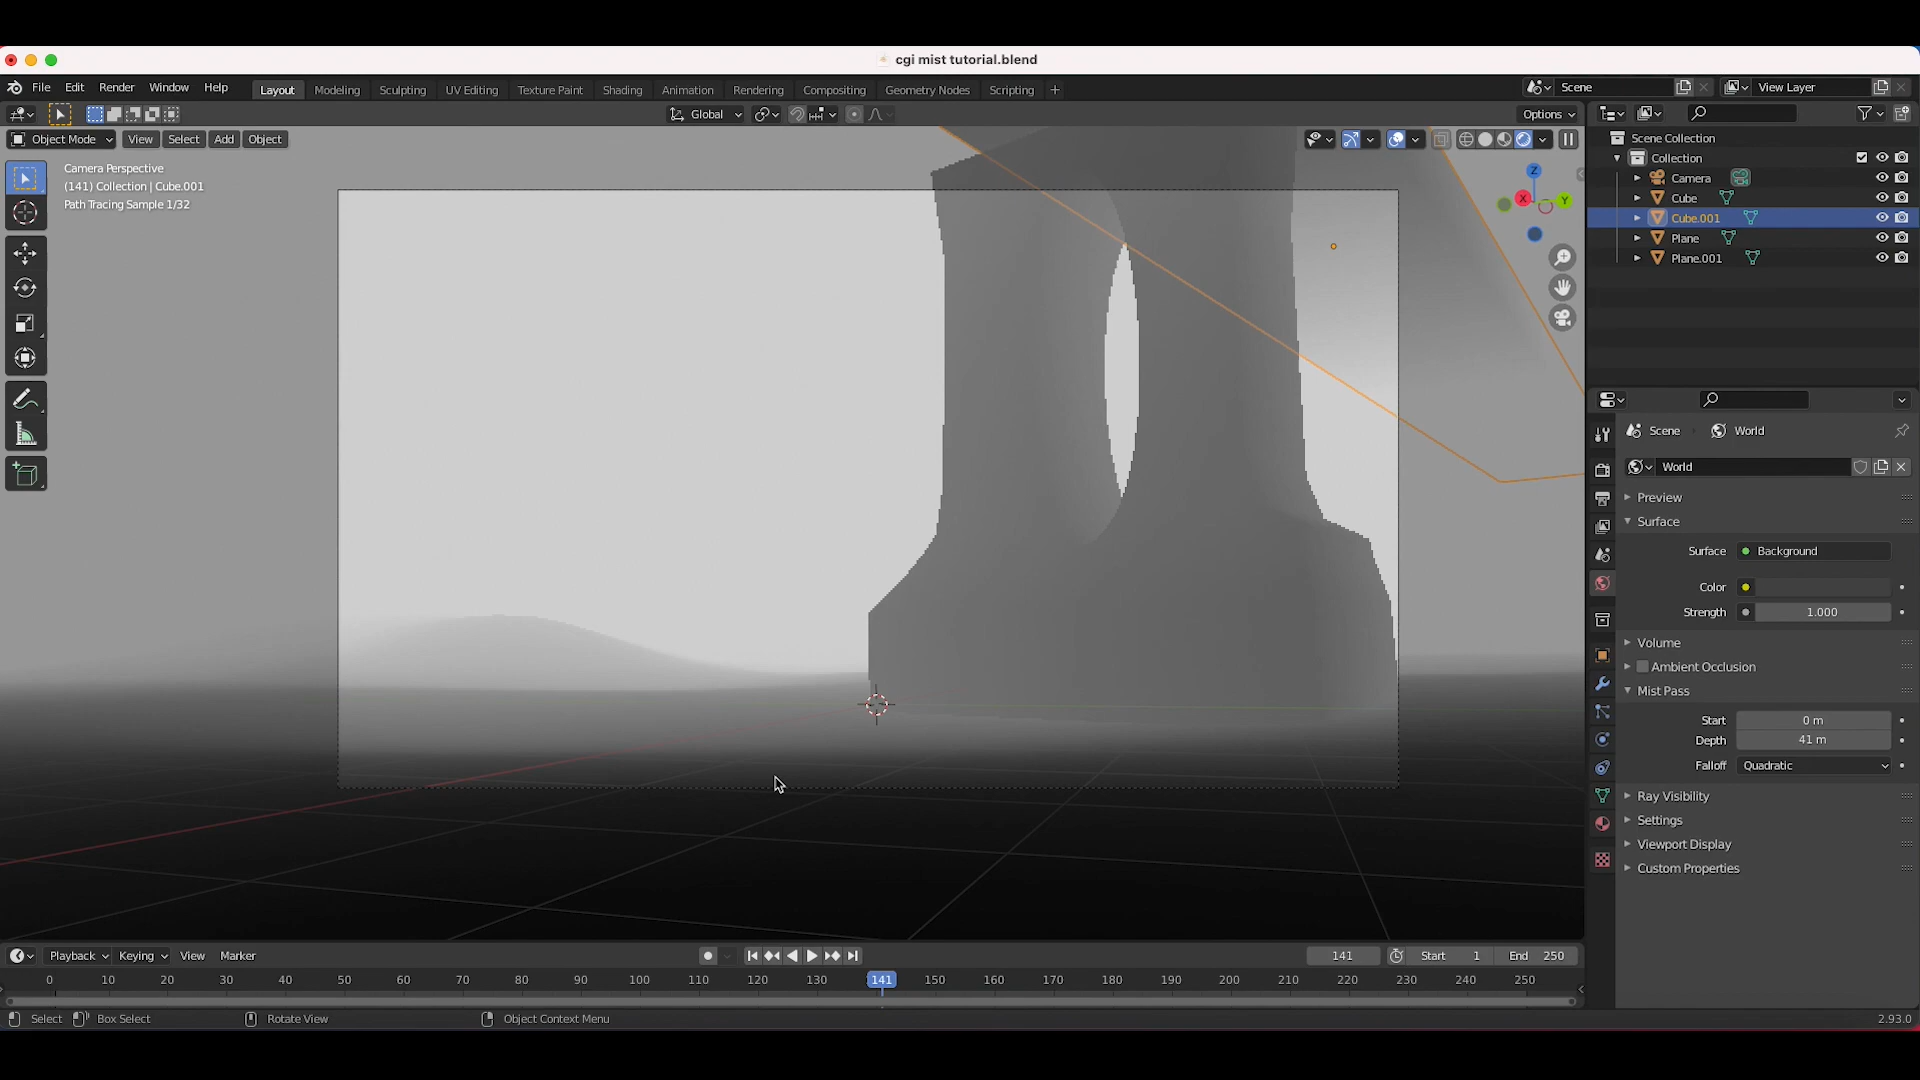 cgi mist tutorial.blend
File Edit Render Window Help Layout Modeling Sculpting UV Editing Texture Paint Shading Animation Rendering Compositing Geometry Nodes Scripting + Scene View Layer
Global Options
Object Mode View Select Add Object
Camera Perspective
(141) Collection | Cube.001
Path Tracing Sample 1/32
Z
X
Y
Scene Collection
Collection
Camera
Cube
Cube.001
Plane
Plane.001
Scene World
World
Preview
Surface
Surface Background
Color
Strength 1.000
Volume
Ambient Occlusion
Mist Pass
Start 0 m
Depth 41 m
Falloff Quadratic
Ray Visibility
Settings
Viewport Display
Custom Properties
Playback Keying View Marker 141 Start 1 End 250
0 10 20 30 40 50 60 70 80 90 100 110 120 130 141 150 160 170 180 190 200 210 220 230 240 250
Select Box Select Rotate View Object Context Menu 2.93.0